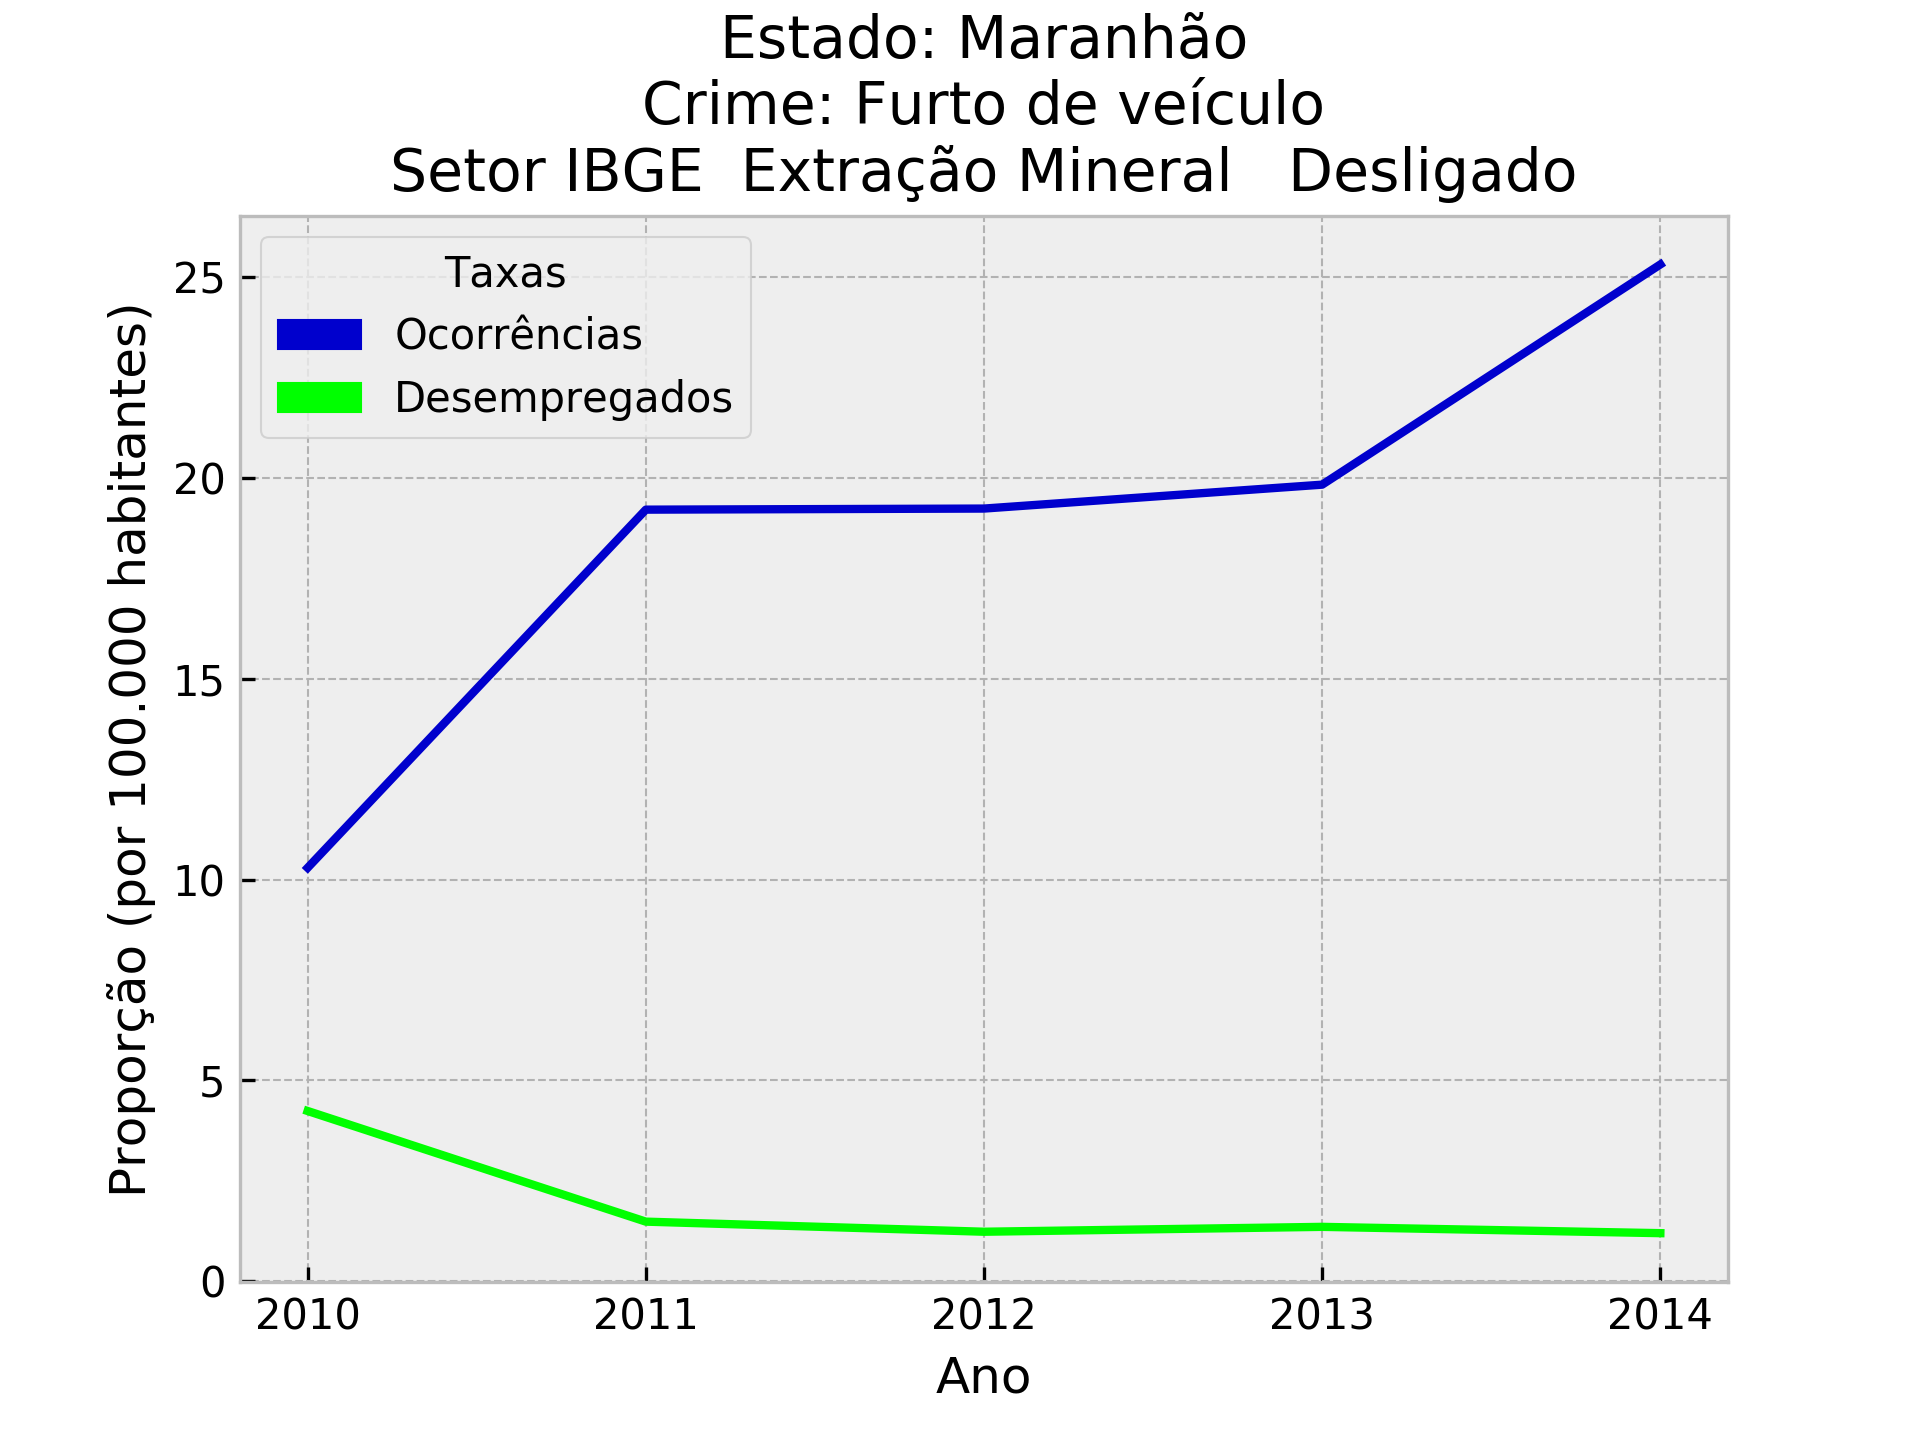 Estado: Maranhão
Crime: Furto de veículo
Setor IBGE  Extração Mineral   Desligado
Proporção (por 100.000 habitantes)
25
20
15
10
5
0
Taxas
Ocorrências
Desempregados
2010 2011 2012 2013 2014
Ano